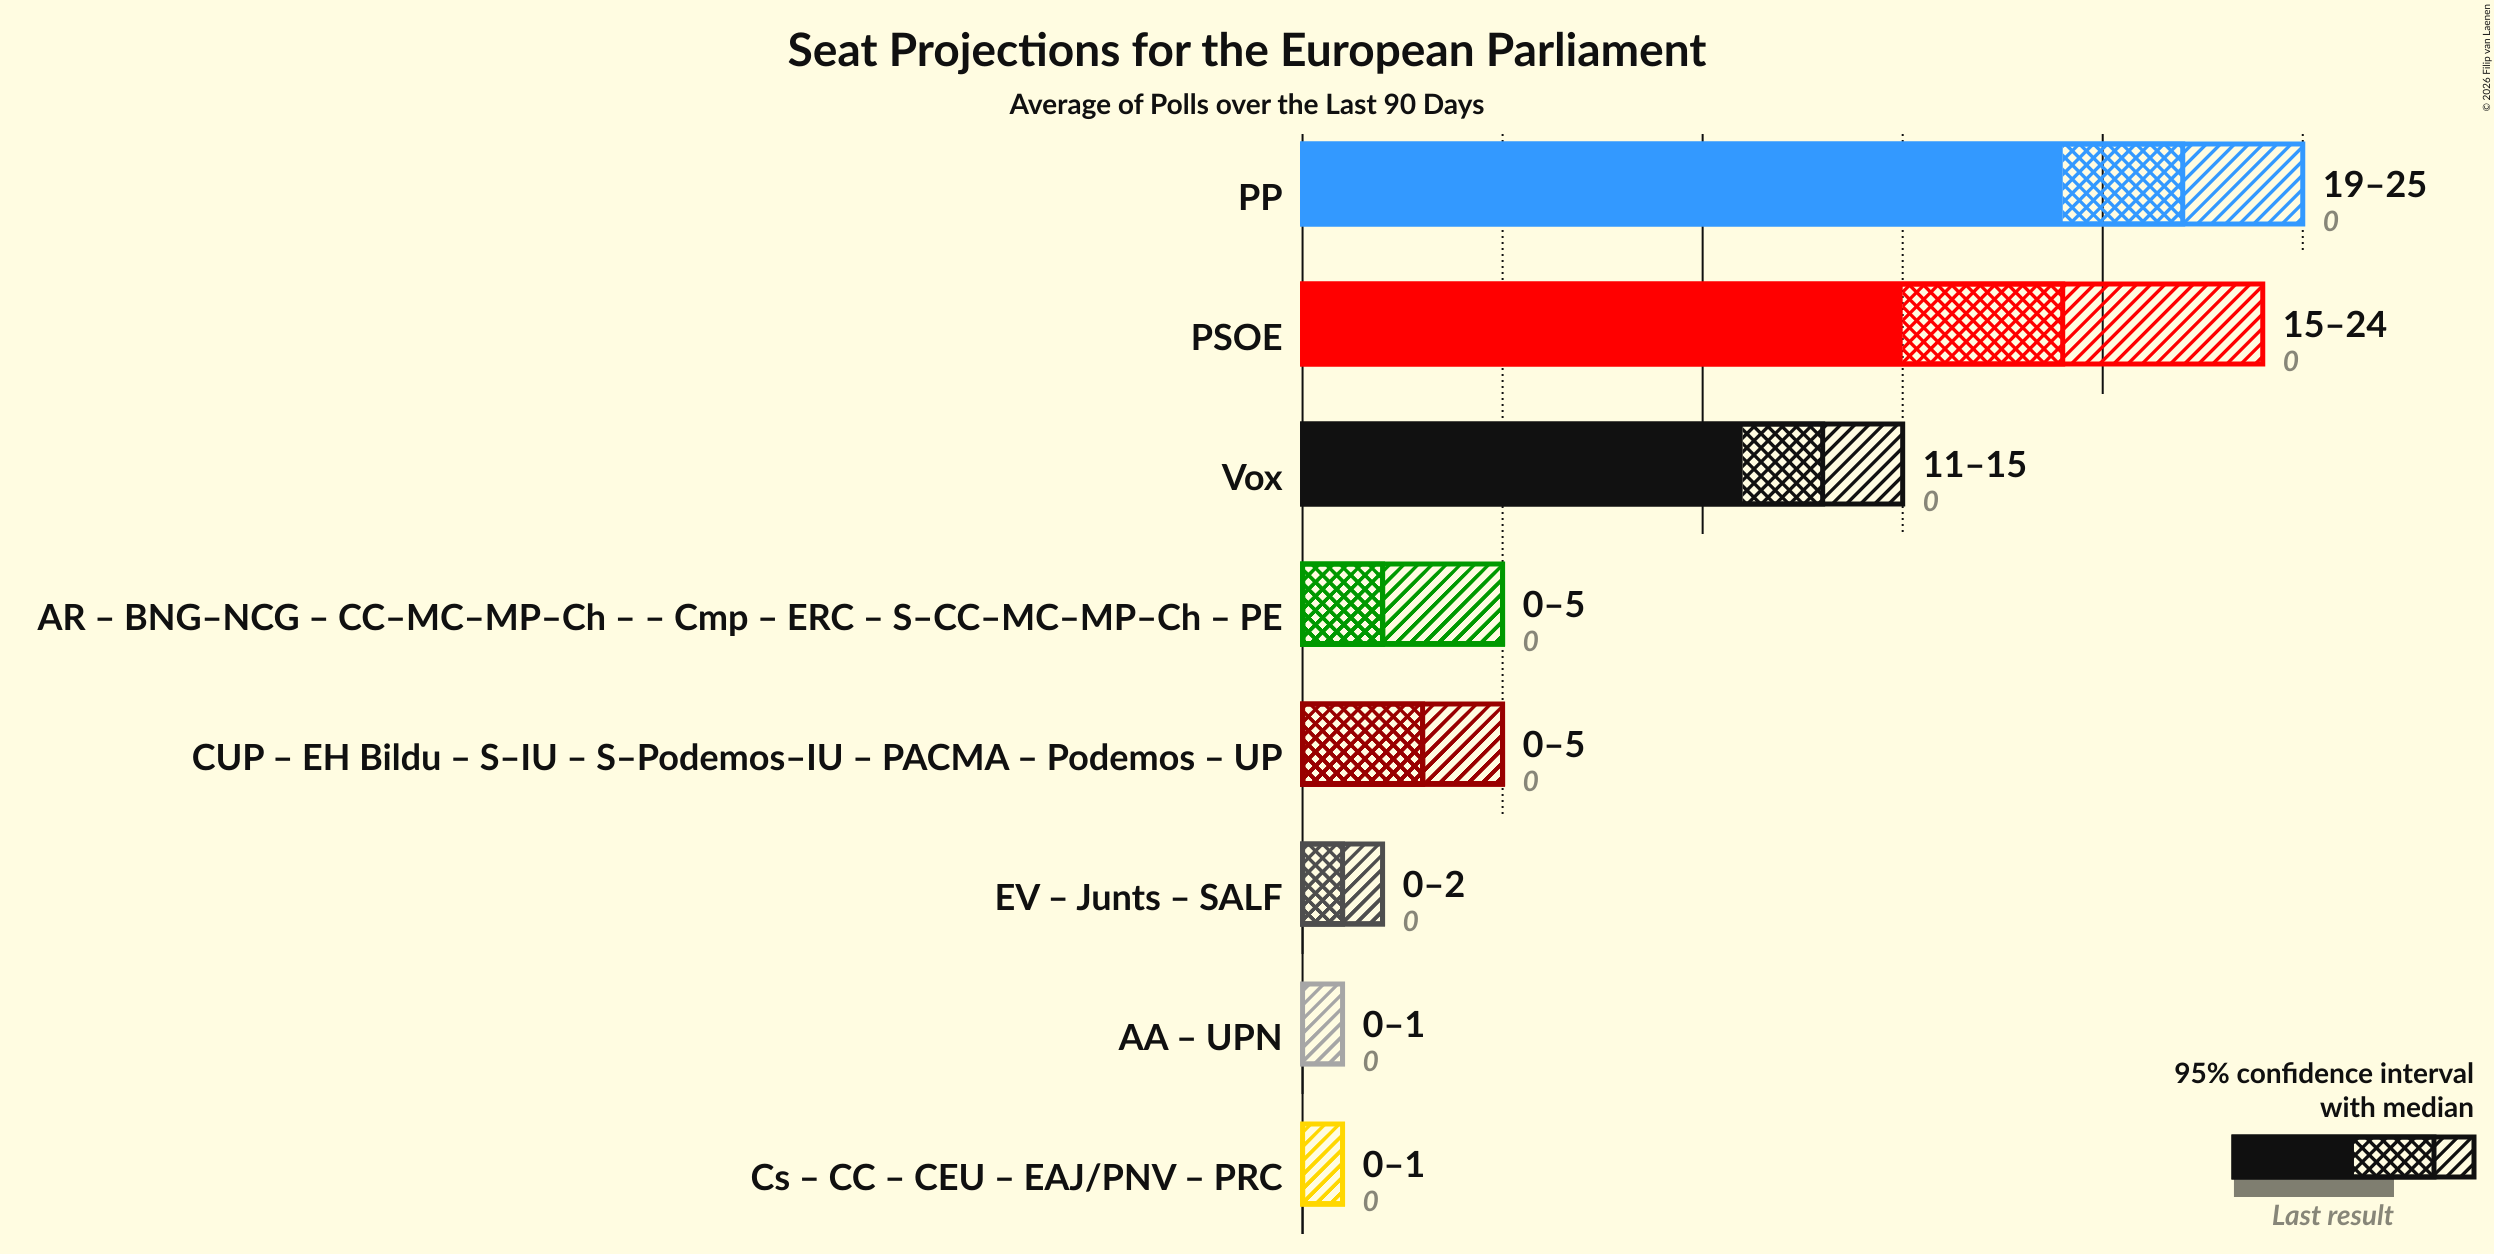 Seat Projections for the European Parliament
Average of Polls over the Last 90 Days
© 2026 Filip van Laenen
PP
19–25
0
PSOE
15–24
0
Vox
11–15
0
AR – BNG–NCG – CC–MC–MP–Ch – – Cmp – ERC – S–CC–MC–MP–Ch – PE
0–5
0
CUP – EH Bildu – S–IU – S–Podemos–IU – PACMA – Podemos – UP
0–5
0
EV – Junts – SALF
0–2
0
AA – UPN
0–1
0
Cs – CC – CEU – EAJ/PNV – PRC
0–1
0
95% confidence interval
with median
Last result